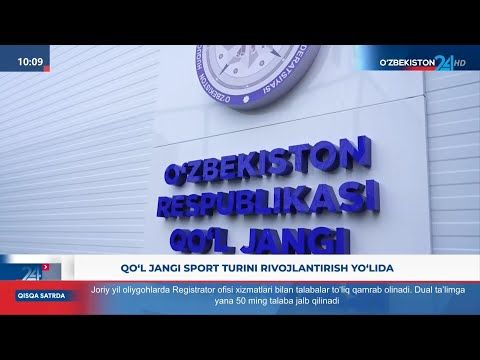 10:09
O'ZBEKISTON 24 HD
FEDERATSIYASI
O'ZBEKISTON
RESPUBLIKASI
QO'L JANGI
QO'L JANGI SPORT TURINI RIVOJLANTIRISH YO'LIDA
24
QISQA SATRDA
Joriy yil oliygohlarda Registrator ofisi xizmatlari bilan talabalar to'liq qamrab olinadi. Dual ta'limga
yana 50 ming talaba jalb qilinadi